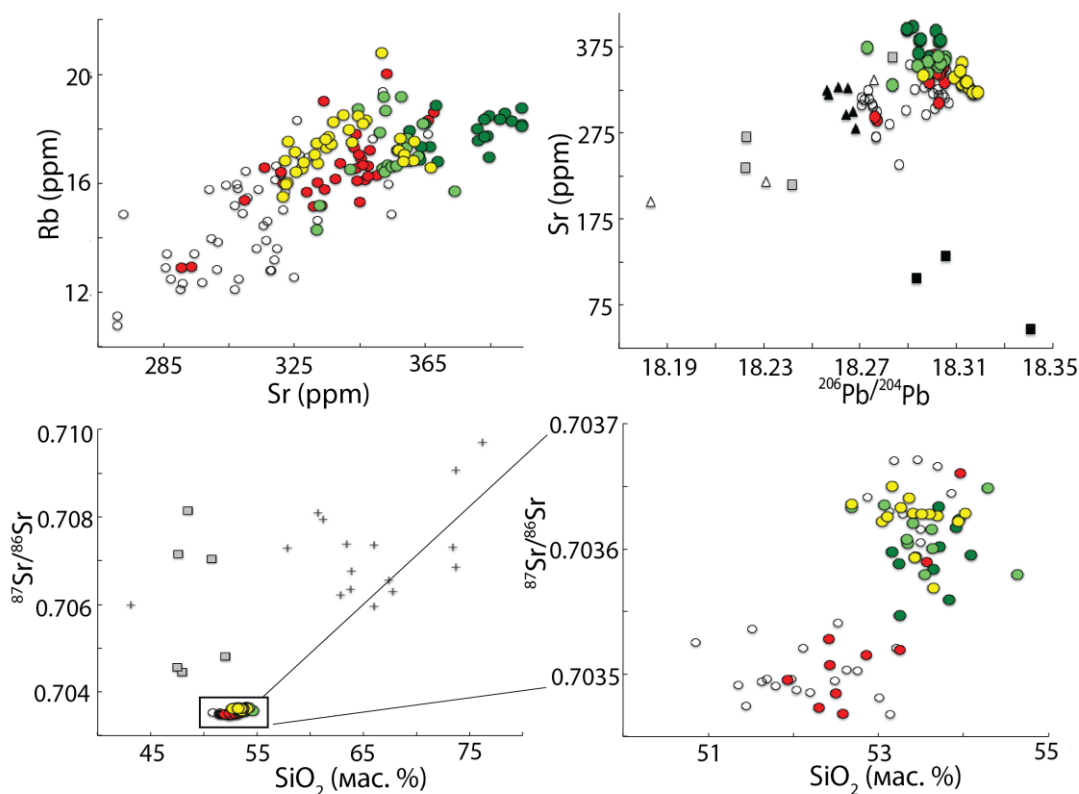 20
16
12
Rb (ppm)
285 325 365
Sr (ppm)
375
275
175
75
Sr (ppm)
18.19 18.23 18.27 18.31 18.35
²⁰⁶Pb/²⁰⁴Pb
0.710
0.708
0.706
0.704
⁸⁷Sr/⁸⁶Sr
45 55 65 75
SiO₂ (мас. %)
0.7037
0.7036
0.7035
⁸⁷Sr/⁸⁶Sr
51 53 55
SiO₂ (мас. %)